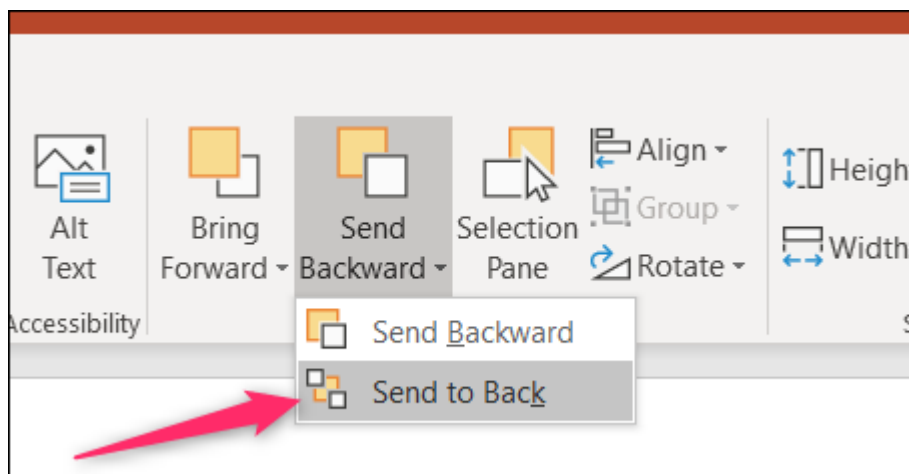 Alt
Text
Bring
Forward
Send
Backward
Selection
Pane
Align
Group
Rotate
Heigh
Width
Accessibility
Send Backward
Send to Back